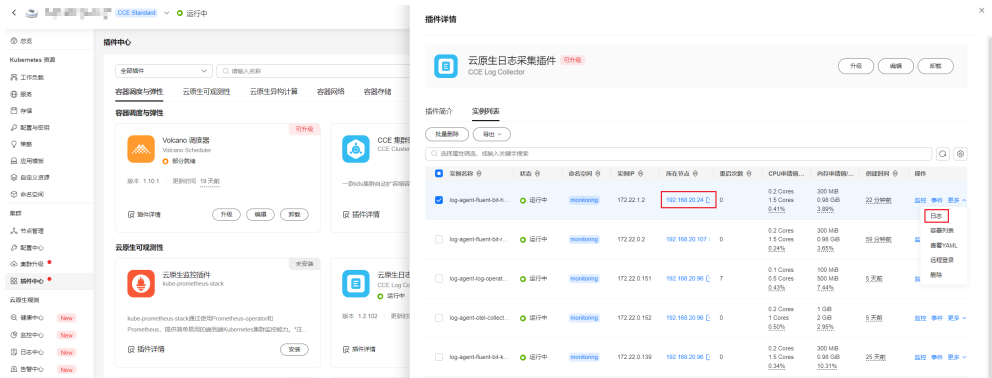 CCE Standard 运行中
总览
Kubernetes 资源
工作负载
服务
存储
配置与密钥
策略
应用模板
自定义资源
命名空间
集群
节点管理
配置中心
集群升级
插件中心
云原生观测
健康中心 New
监控中心 New
日志中心 New
告警中心 New
插件中心
全部插件 请输入名称
容器调度与弹性 云原生可观测性 云原生异构计算 容器网络 容器存储
容器调度与弹性
可升级
Volcano 调度器
Volcano Scheduler
部分就绪
版本 1.10.1 更新时间 19 天前
插件详情 升级 编辑 卸载
CCE 集群
CCE Cluster
一款k8s集群自动扩缩容
插件详情
云原生可观测性
未安装
云原生监控插件
kube-prometheus-stack
kube-prometheus-stack通过使用Prometheus-operator和
Prometheus，提供简单易用的端到端Kubernetes集群监控能力。"注...
插件详情 安装
云原生日志
CCE Log Co
运行中
版本 1.2.102 更新时
插件详情
插件详情
云原生日志采集插件 可升级
CCE Log Collector
升级 编辑 卸载
插件简介 实例列表
批量删除 导出
选择属性筛选，或输入关键字搜索
实例名称 状态 命名空间 实例IP 所在节点 重启次数 CPU申请值... 内存申请值/... 创建时间 操作
log-agent-fluent-bit-h... 运行中 monitoring 172.22.1.2 192.168.20.24 0 0.2 Cores 1.5 Cores 0.41% 300 MiB 0.98 GiB 3.89% 22 分钟前 监控 事件 更多
日志
容器列表
查看YAML
远程登录
删除
log-agent-fluent-bit-r... 运行中 monitoring 172.22.0.2 192.168.20.107 0 0.2 Cores 1.5 Cores 0.24% 300 MiB 0.98 GiB 3.65% 59 分钟前 监
log-agent-log-operat... 运行中 monitoring 172.22.0.151 192.168.20.96 7 0.1 Cores 0.5 Cores 0.43% 100 MiB 500 MiB 7.44% 5 天前 监
log-agent-otel-collect... 运行中 monitoring 172.22.0.152 192.168.20.96 0 0.2 Cores 1 Cores 0.50% 1 GiB 2 GiB 2.95% 5 天前 监控 事件 更多
log-agent-fluent-bit-k... 运行中 monitoring 172.22.0.139 192.168.20.96 0 0.2 Cores 1.5 Cores 0.34% 300 MiB 0.98 GiB 10.31% 25 天前 监控 事件 更多